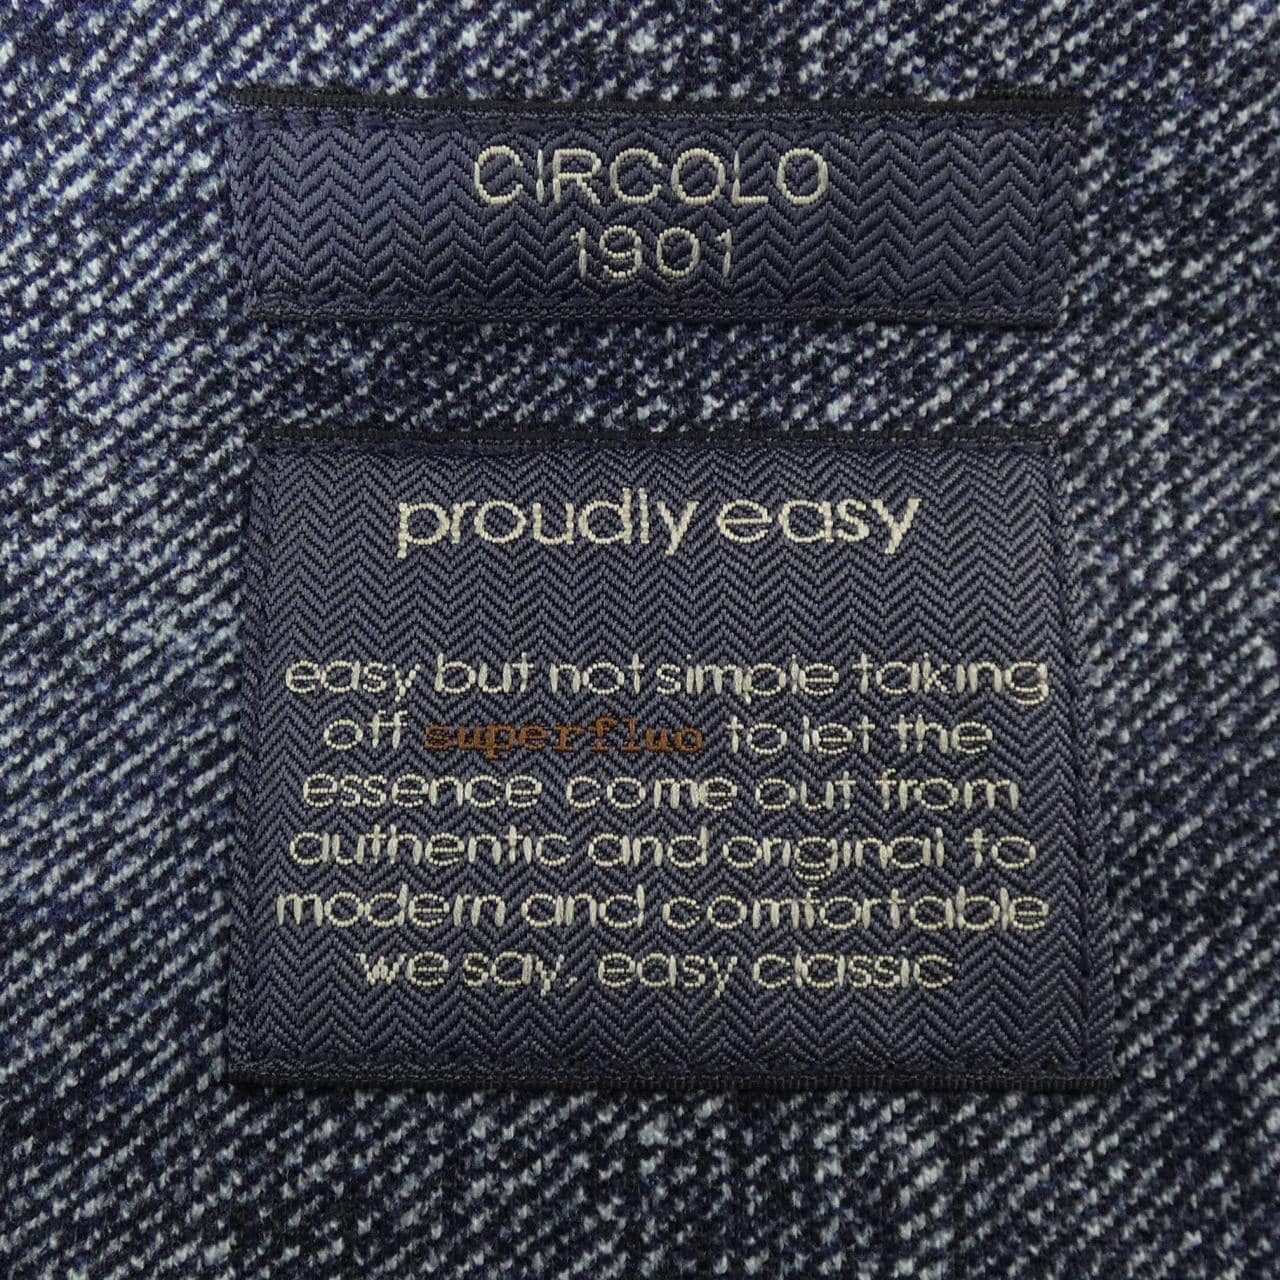 CIRCOLO
1901
proudly easy
easy but not simple taking
off superfluo to let the
essence come out from
authentic and original to
modern and comfortable
we say, easy classic